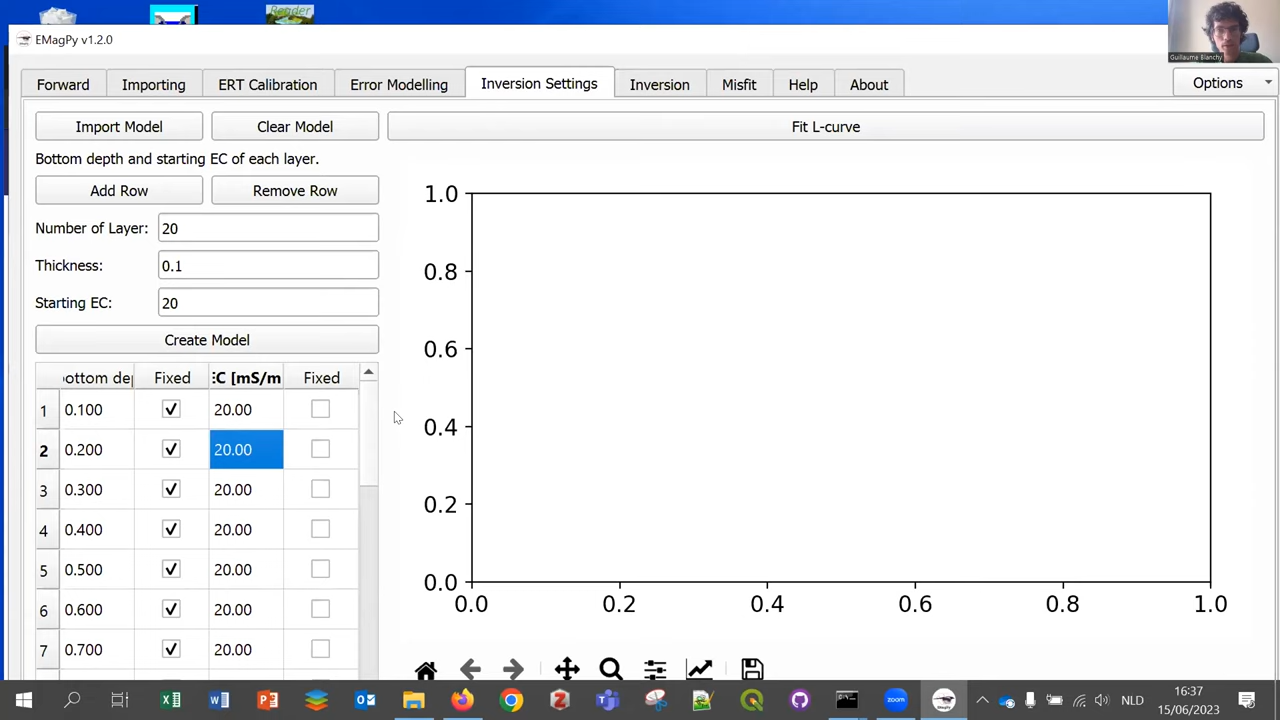 Reader
EMagPy v1.2.0
Guillaume Blanchy
Forward
Importing
ERT Calibration
Error Modelling
Inversion Settings
Inversion
Misfit
Help
About
Options
Import Model
Clear Model
Fit L-curve
Bottom depth and starting EC of each layer.
Add Row
Remove Row
Number of Layer: 20
Thickness: 0.1
Starting EC: 20
Create Model
ottom dep Fixed EC [mS/m Fixed
1 0.100 20.00
2 0.200 20.00
3 0.300 20.00
4 0.400 20.00
5 0.500 20.00
6 0.600 20.00
7 0.700 20.00
1.0
0.8
0.6
0.4
0.2
0.0
0.0 0.2 0.4 0.6 0.8 1.0
NLD
16:37
15/06/2023